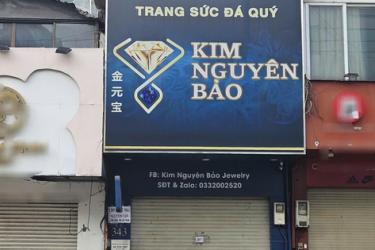 TRANG SỨC ĐÁ QUÝ
KIM
NGUYÊN
BẢO
金元宝
FB: Kim Nguyên Bảo Jewelry
SĐT & Zalo: 0332002520
343